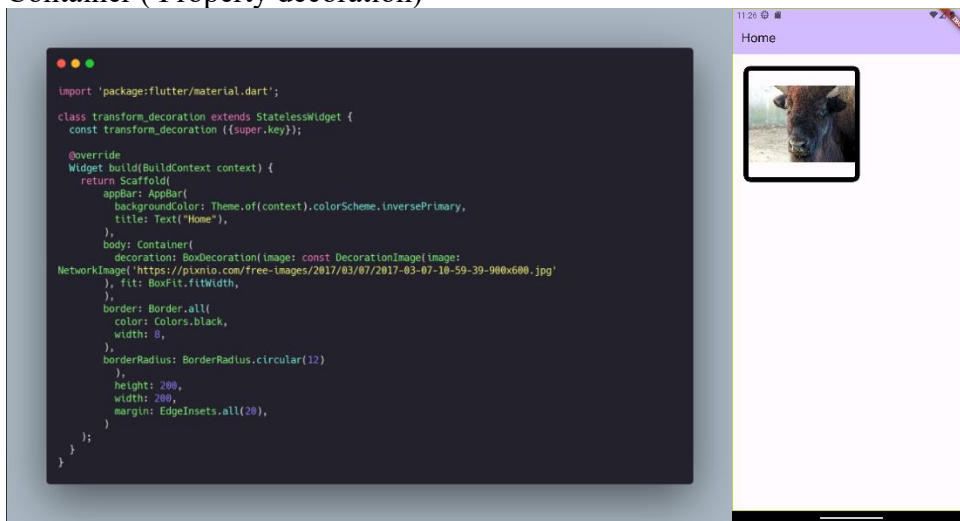 Container ( Property decoration)
import 'package:flutter/material.dart';
class transform_decoration extends StatelessWidget {
const transform_decoration ({super.key});
@override
Widget build(BuildContext context) {
return Scaffold(
appBar: AppBar(
backgroundColor: Theme.of(context).colorScheme.inversePrimary,
title: Text("Home"),
),
body: Container(
decoration: BoxDecoration(image: const DecorationImage(image:
NetworkImage('https://pixnio.com/free-images/2017/03/07/2017-03-07-10-59-39-900x600.jpg'
), fit: BoxFit.fitWidth,
),
border: Border.all(
color: Colors.black,
width: 8,
),
borderRadius: BorderRadius.circular(12)
),
height: 200,
width: 200,
margin: EdgeInsets.all(20),
)
);
}
}
11:26
Home